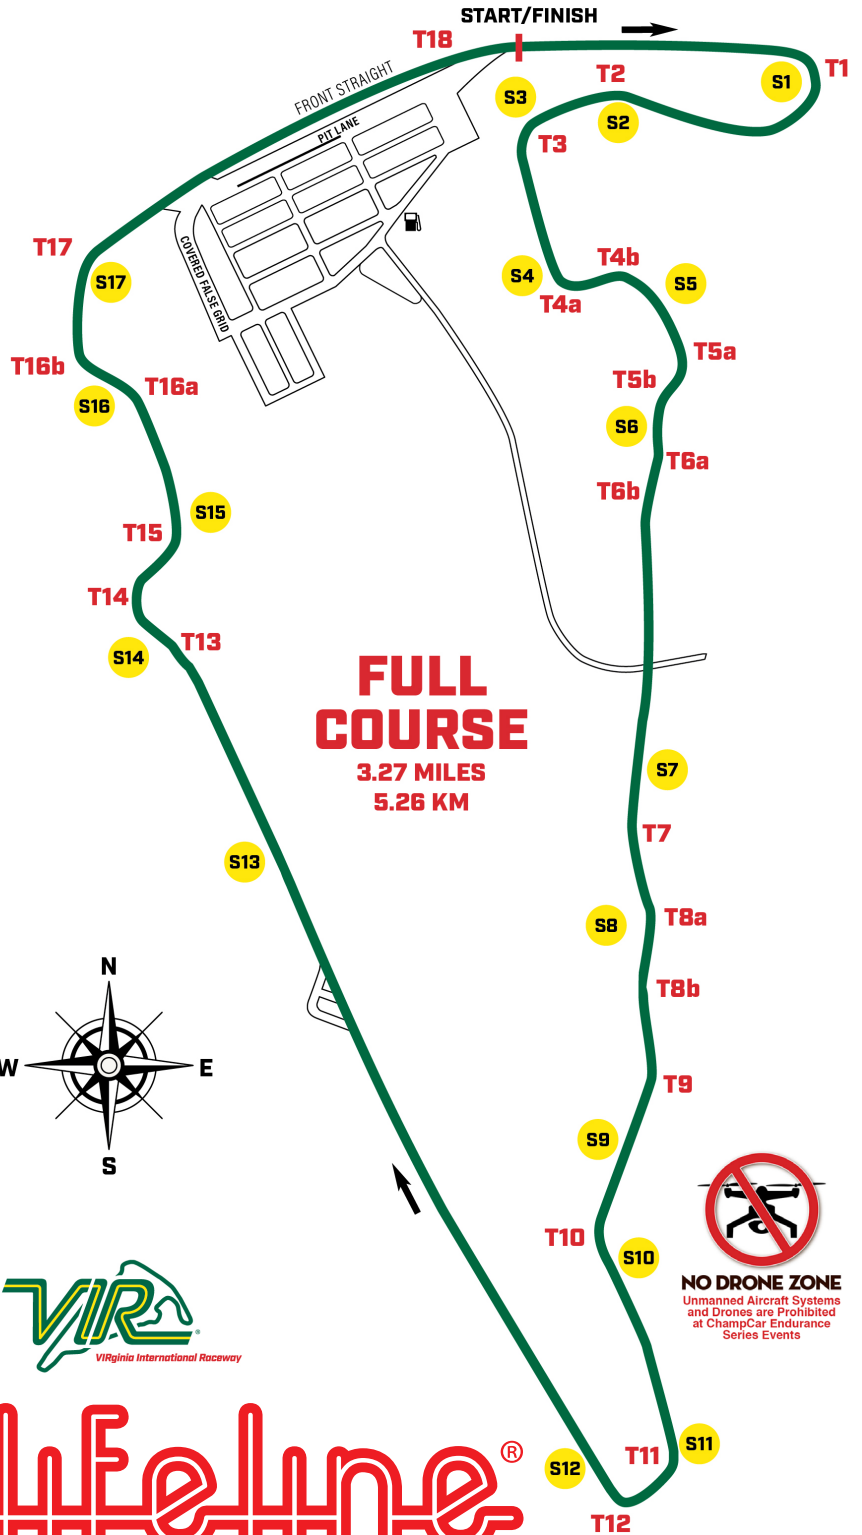 START/FINISH
T18
T1
S1
T2
S3
S2
FRONT STRAIGHT
PIT LANE
T3
T17
S17
COVERED FALSE GRID
T4b
S4
S5
T4a
T5a
T16b
T16a
T5b
S16
S6
T6a
T6b
S15
T15
T14
T13
S14
FULL
COURSE
3.27 MILES
5.26 KM
S7
T7
S13
T8a
S8
N
T8b
W
E
T9
S9
S
T10
S10
NO DRONE ZONE
Unmanned Aircraft Systems
and Drones are Prohibited
at ChampCar Endurance
Series Events
VIR®
VIRginia International Raceway
S11
T11
S12
T12
lifeline®